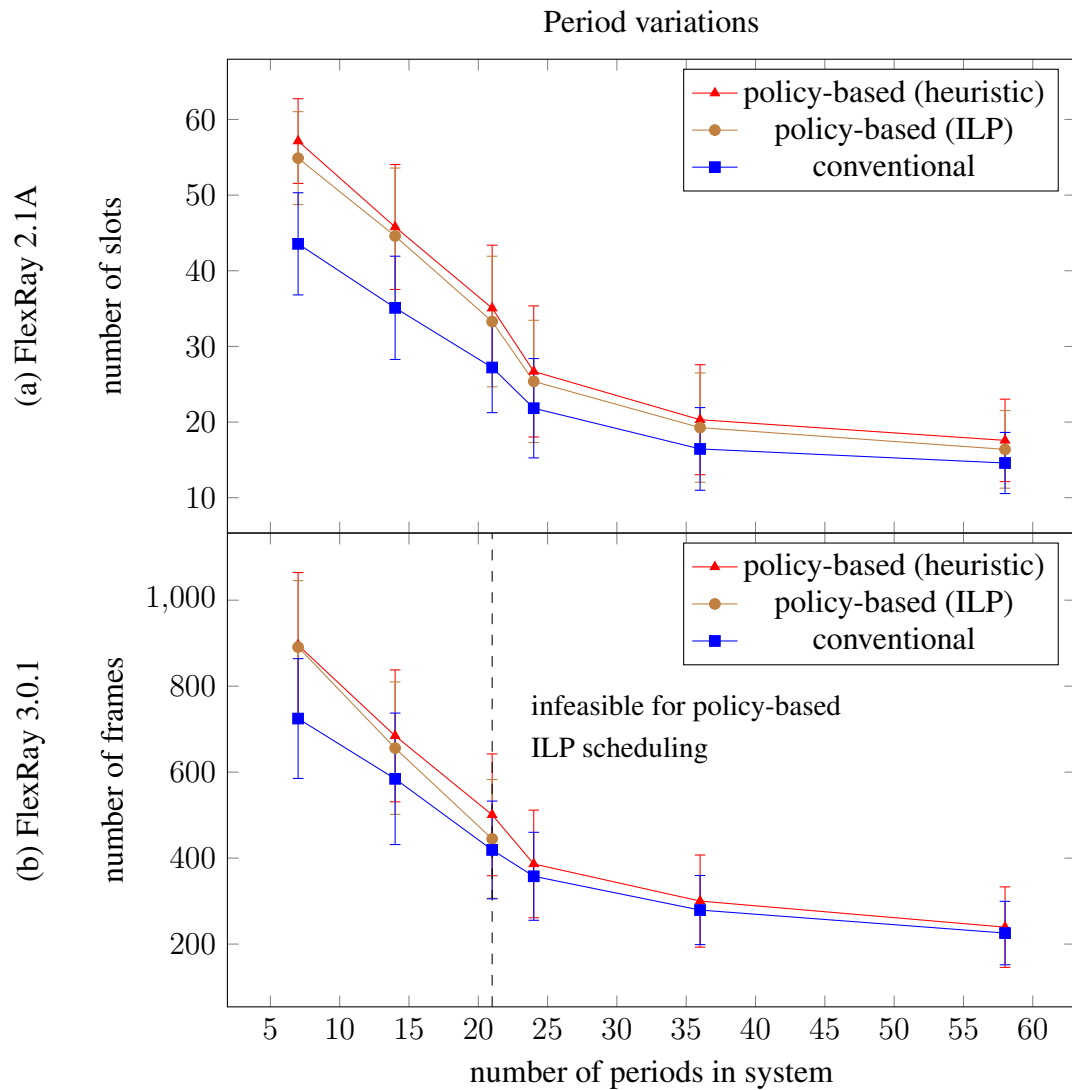 Period variations
(a) FlexRay 2.1A
number of slots
60
50
40
30
20
10
policy-based (heuristic)
policy-based (ILP)
conventional
(b) FlexRay 3.0.1
number of frames
1,000
800
600
400
200
policy-based (heuristic)
policy-based (ILP)
conventional
infeasible for policy-based
ILP scheduling
5 10 15 20 25 30 35 40 45 50 55 60
number of periods in system